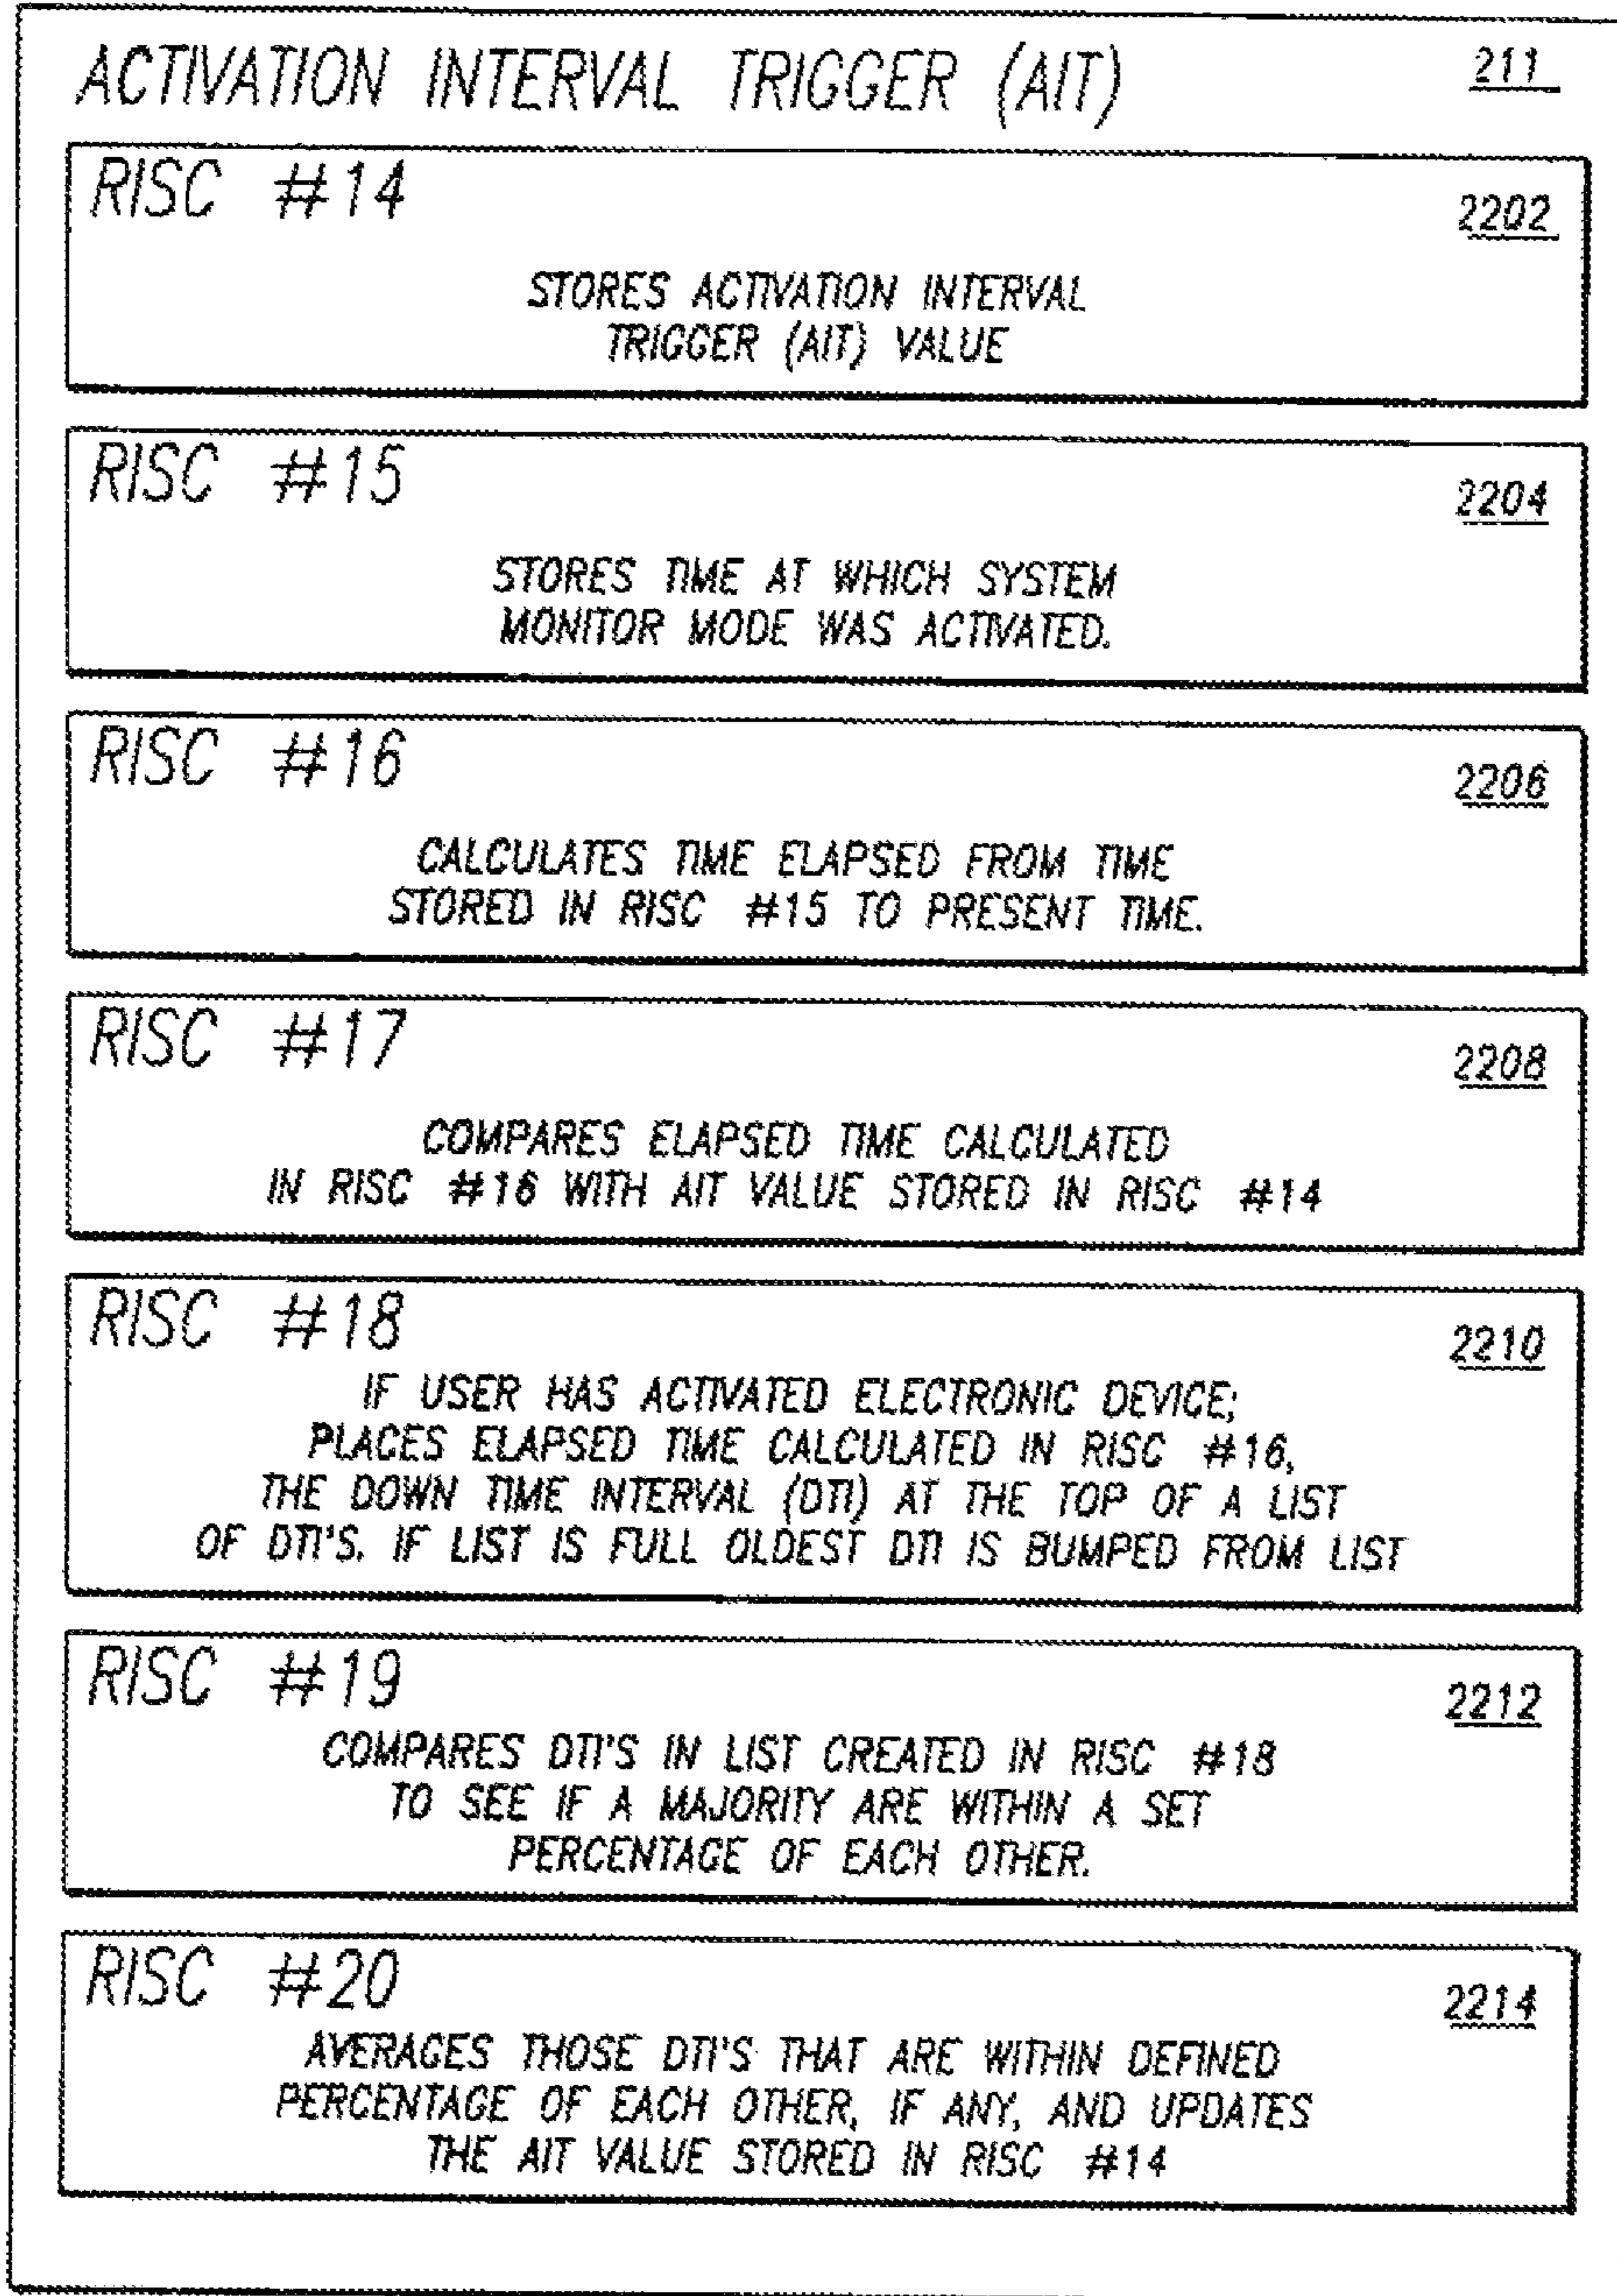 ACTIVATION INTERVAL TRIGGER (AIT) 211
RISC #14
2202
STORES ACTIVATION INTERVAL
TRIGGER (AIT) VALUE
RISC #15
2204
STORES TIME AT WHICH SYSTEM
MONITOR MODE WAS ACTIVATED.
RISC #16
2206
CALCULATES TIME ELAPSED FROM TIME
STORED IN RISC #15 TO PRESENT TIME.
RISC #17
2208
COMPARES ELAPSED TIME CALCULATED
IN RISC #16 WITH AIT VALUE STORED IN RISC #14
RISC #18
2210
IF USER HAS ACTIVATED ELECTRONIC DEVICE;
PLACES ELAPSED TIME CALCULATED IN RISC #16,
THE DOWN TIME INTERVAL (DTI) AT THE TOP OF A LIST
OF DTI'S. IF LIST IS FULL OLDEST DTI IS BUMPED FROM LIST
RISC #19
2212
COMPARES DTI'S IN LIST CREATED IN RISC #18
TO SEE IF A MAJORITY ARE WITHIN A SET
PERCENTAGE OF EACH OTHER.
RISC #20
2214
AVERAGES THOSE DTI'S THAT ARE WITHIN DEFINED
PERCENTAGE OF EACH OTHER, IF ANY, AND UPDATES
THE AIT VALUE STORED IN RISC #14